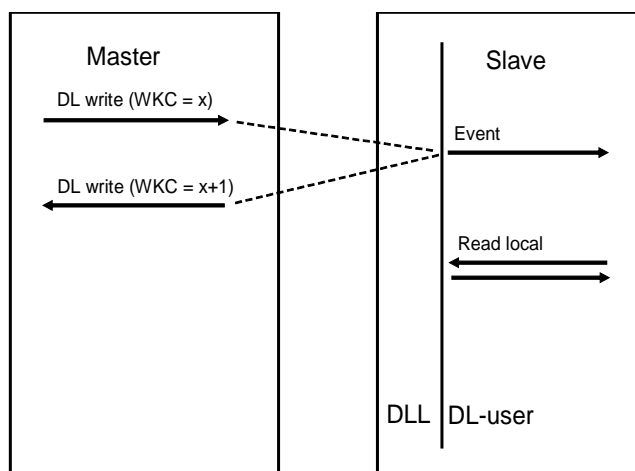 Master
Slave
DL write (WKC = x)
Event
DL write (WKC = x+1)
Read local
DLL
DL-user